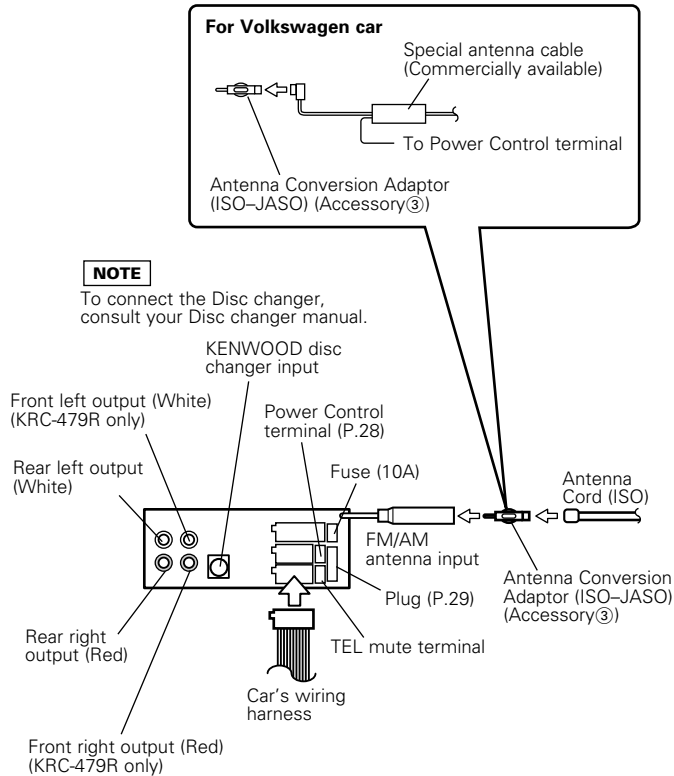 For Volkswagen car
Special antenna cable
(Commercially available)
To Power Control terminal
Antenna Conversion Adaptor
(ISO–JASO) (Accessory③)
NOTE
To connect the Disc changer,
consult your Disc changer manual.
KENWOOD disc
changer input
Front left output (White)
(KRC-479R only)
Power Control
terminal (P.28)
Rear left output
(White)
Fuse (10A)
Antenna
Cord (ISO)
FM/AM
antenna input
Antenna Conversion
Adaptor (ISO–JASO)
(Accessory③)
Plug (P.29)
TEL mute terminal
Rear right
output (Red)
Car's wiring
harness
Front right output (Red)
(KRC-479R only)